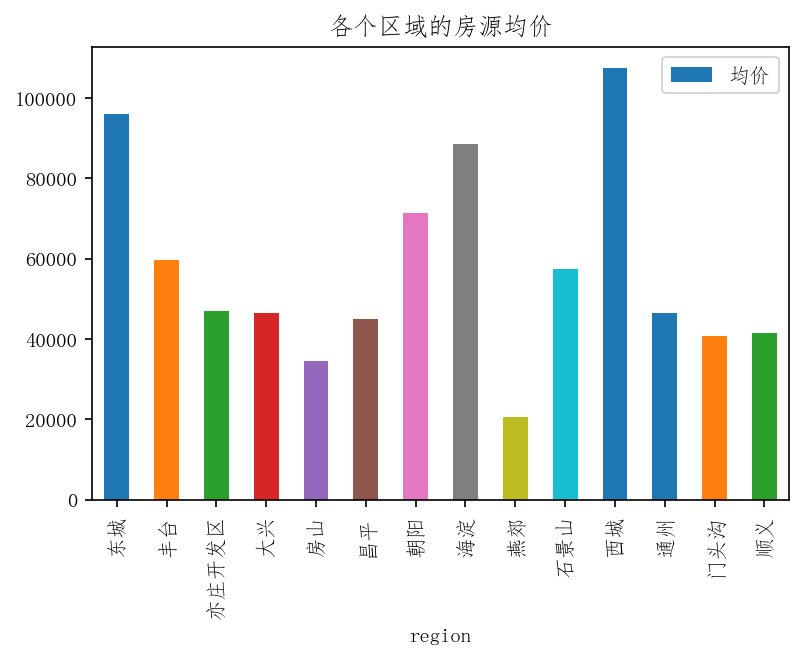 各个区域的房源均价
均价
100000
80000
60000
40000
20000
0
东城
丰台
亦庄开发区
大兴
房山
昌平
朝阳
海淀
燕郊
石景山
西城
通州
门头沟
顺义
region